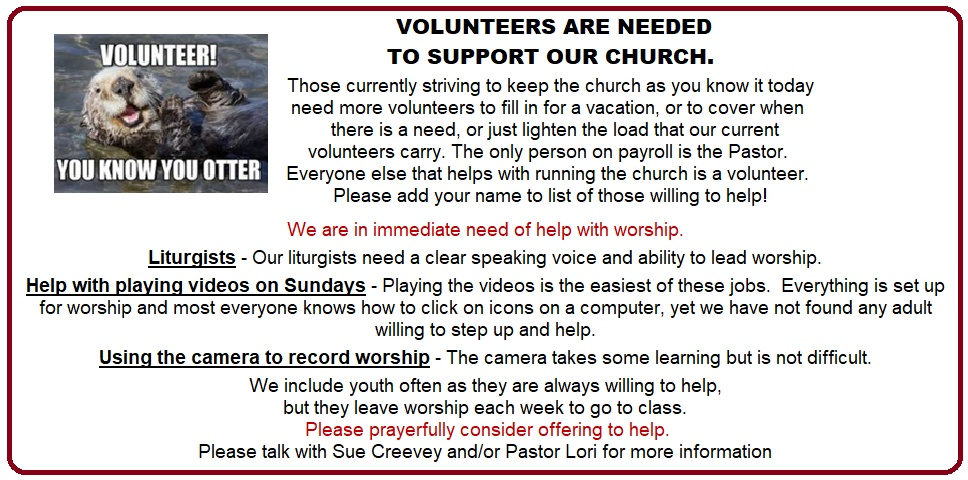 VOLUNTEERS ARE NEEDED
TO SUPPORT OUR CHURCH.
VOLUNTEER!
YOU KNOW YOU OTTER
Those currently striving to keep the church as you know it today
need more volunteers to fill in for a vacation, or to cover when
there is a need, or just lighten the load that our current
volunteers carry. The only person on payroll is the Pastor.
Everyone else that helps with running the church is a volunteer.
Please add your name to list of those willing to help!
We are in immediate need of help with worship.
Liturgists - Our liturgists need a clear speaking voice and ability to lead worship.
Help with playing videos on Sundays - Playing the videos is the easiest of these jobs.  Everything is set up
for worship and most everyone knows how to click on icons on a computer, yet we have not found any adult
willing to step up and help.
Using the camera to record worship - The camera takes some learning but is not difficult.
We include youth often as they are always willing to help,
but they leave worship each week to go to class.
Please prayerfully consider offering to help.
Please talk with Sue Creevey and/or Pastor Lori for more information